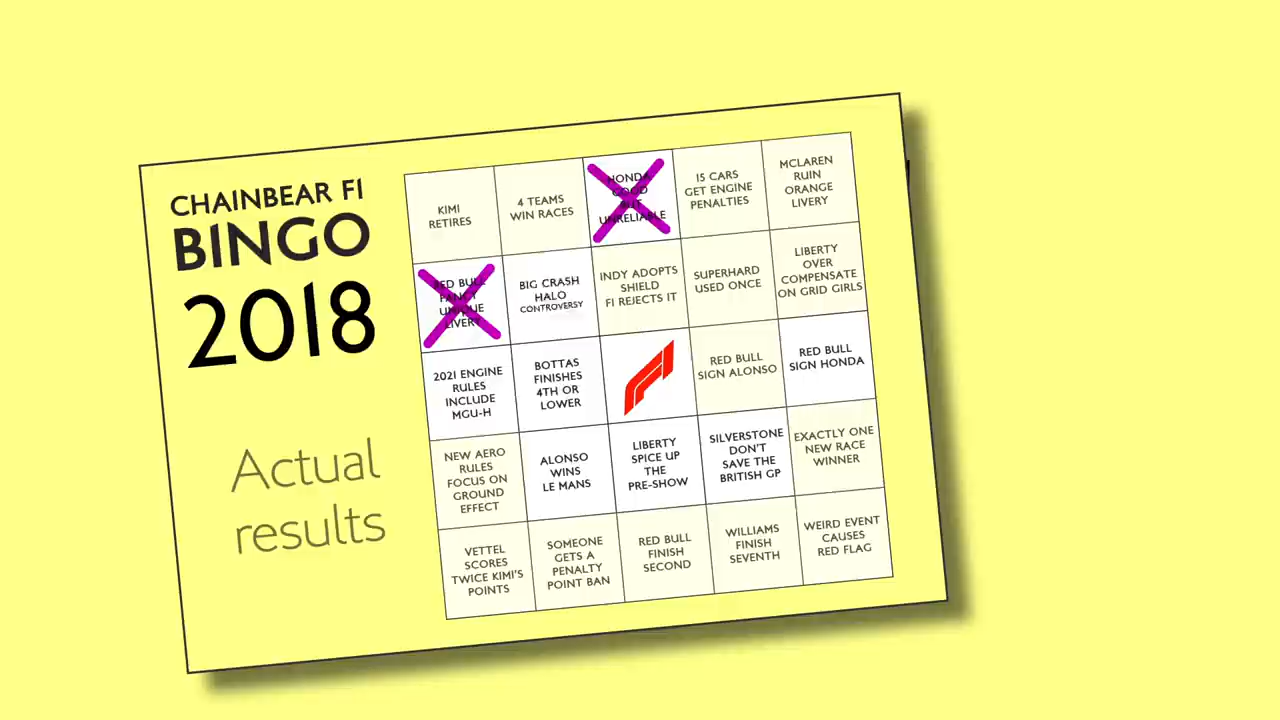 CHAINBEAR F1
BINGO
2018
Actual
results
KIMI
RETIRES
4 TEAMS
WIN RACES
HONDA
GOOD
BUT
UNRELIABLE
15 CARS
GET ENGINE
PENALTIES
MCLAREN
RUIN
ORANGE
LIVERY
RED BULL
FANCY
UNIQUE
LIVERY
BIG CRASH
HALO
CONTROVERSY
INDY ADOPTS
SHIELD
F1 REJECTS IT
SUPERHARD
USED ONCE
LIBERTY
OVER
COMPENSATE
ON GRID GIRLS
2021 ENGINE
RULES
INCLUDE
MGU-H
BOTTAS
FINISHES
4TH OR
LOWER
RED BULL
SIGN ALONSO
RED BULL
SIGN HONDA
NEW AERO
RULES
FOCUS ON
GROUND
EFFECT
ALONSO
WINS
LE MANS
LIBERTY
SPICE UP
THE
PRE-SHOW
SILVERSTONE
DON'T
SAVE THE
BRITISH GP
EXACTLY ONE
NEW RACE
WINNER
VETTEL
SCORES
TWICE KIMI'S
POINTS
SOMEONE
GETS A
PENALTY
POINT BAN
RED BULL
FINISH
SECOND
WILLIAMS
FINISH
SEVENTH
WEIRD EVENT
CAUSES
RED FLAG